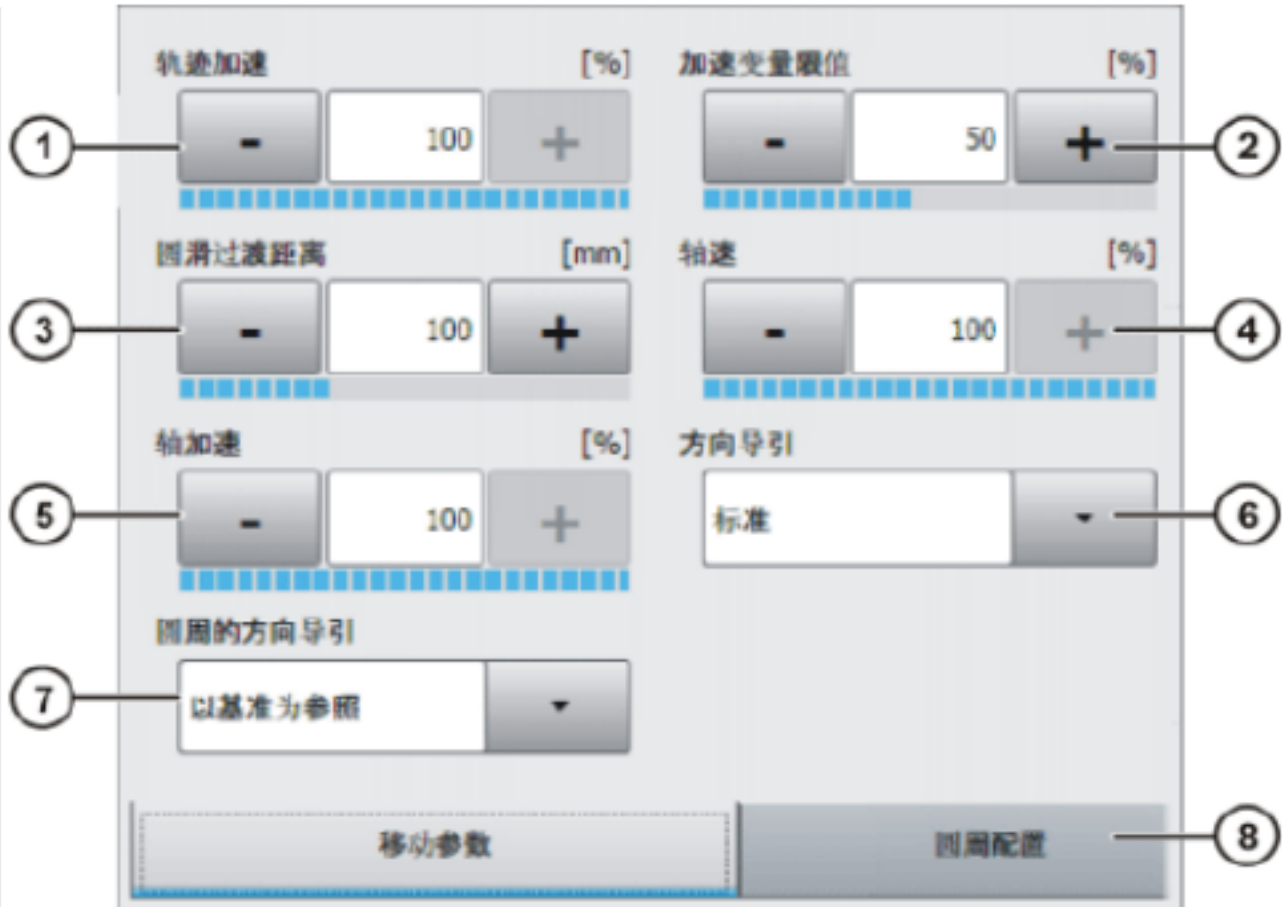 轨迹加速 [%] 加速变量限值 [%]
① - 100 + - 50 + ②
圆滑过渡距离 [mm] 轴速 [%]
③ - 100 + - 100 + ④
轴加速 [%] 方向导引
⑤ - 100 + 标准 ⑥
圆周的方向导引
⑦ 以基准为参照
移动参数 圆周配置 ⑧